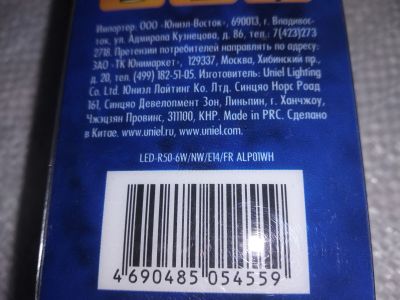 Импортер: ООО «Юниэл-Восток», 690013, г. Владивос-
ток, ул. Адмирала Кузнецова, д. 86, тел.: 7(423)273
2718. Претензии потребителей направлять по адресу:
ЗАО «ТК Юнимаркет», 129337, Москва, Хибинский пр.,
д. 20, тел. (499) 182-51-05. Изготовитель: Uniel Lighting
Co. Ltd. Юниэл Лайтинг Ко. Лтд. Синцяо Норс Роад
161, Синцяо Девелопмент Зон, Линьпин, г. Ханчжоу,
Чжэцзян Провинс, 311100, КНР. Made in PRC. Сделано
в Китае. www.uniel.ru, www.uniel.com.
LED-R50-6W/NW/E14/FR ALP01WH
4 690485 054559